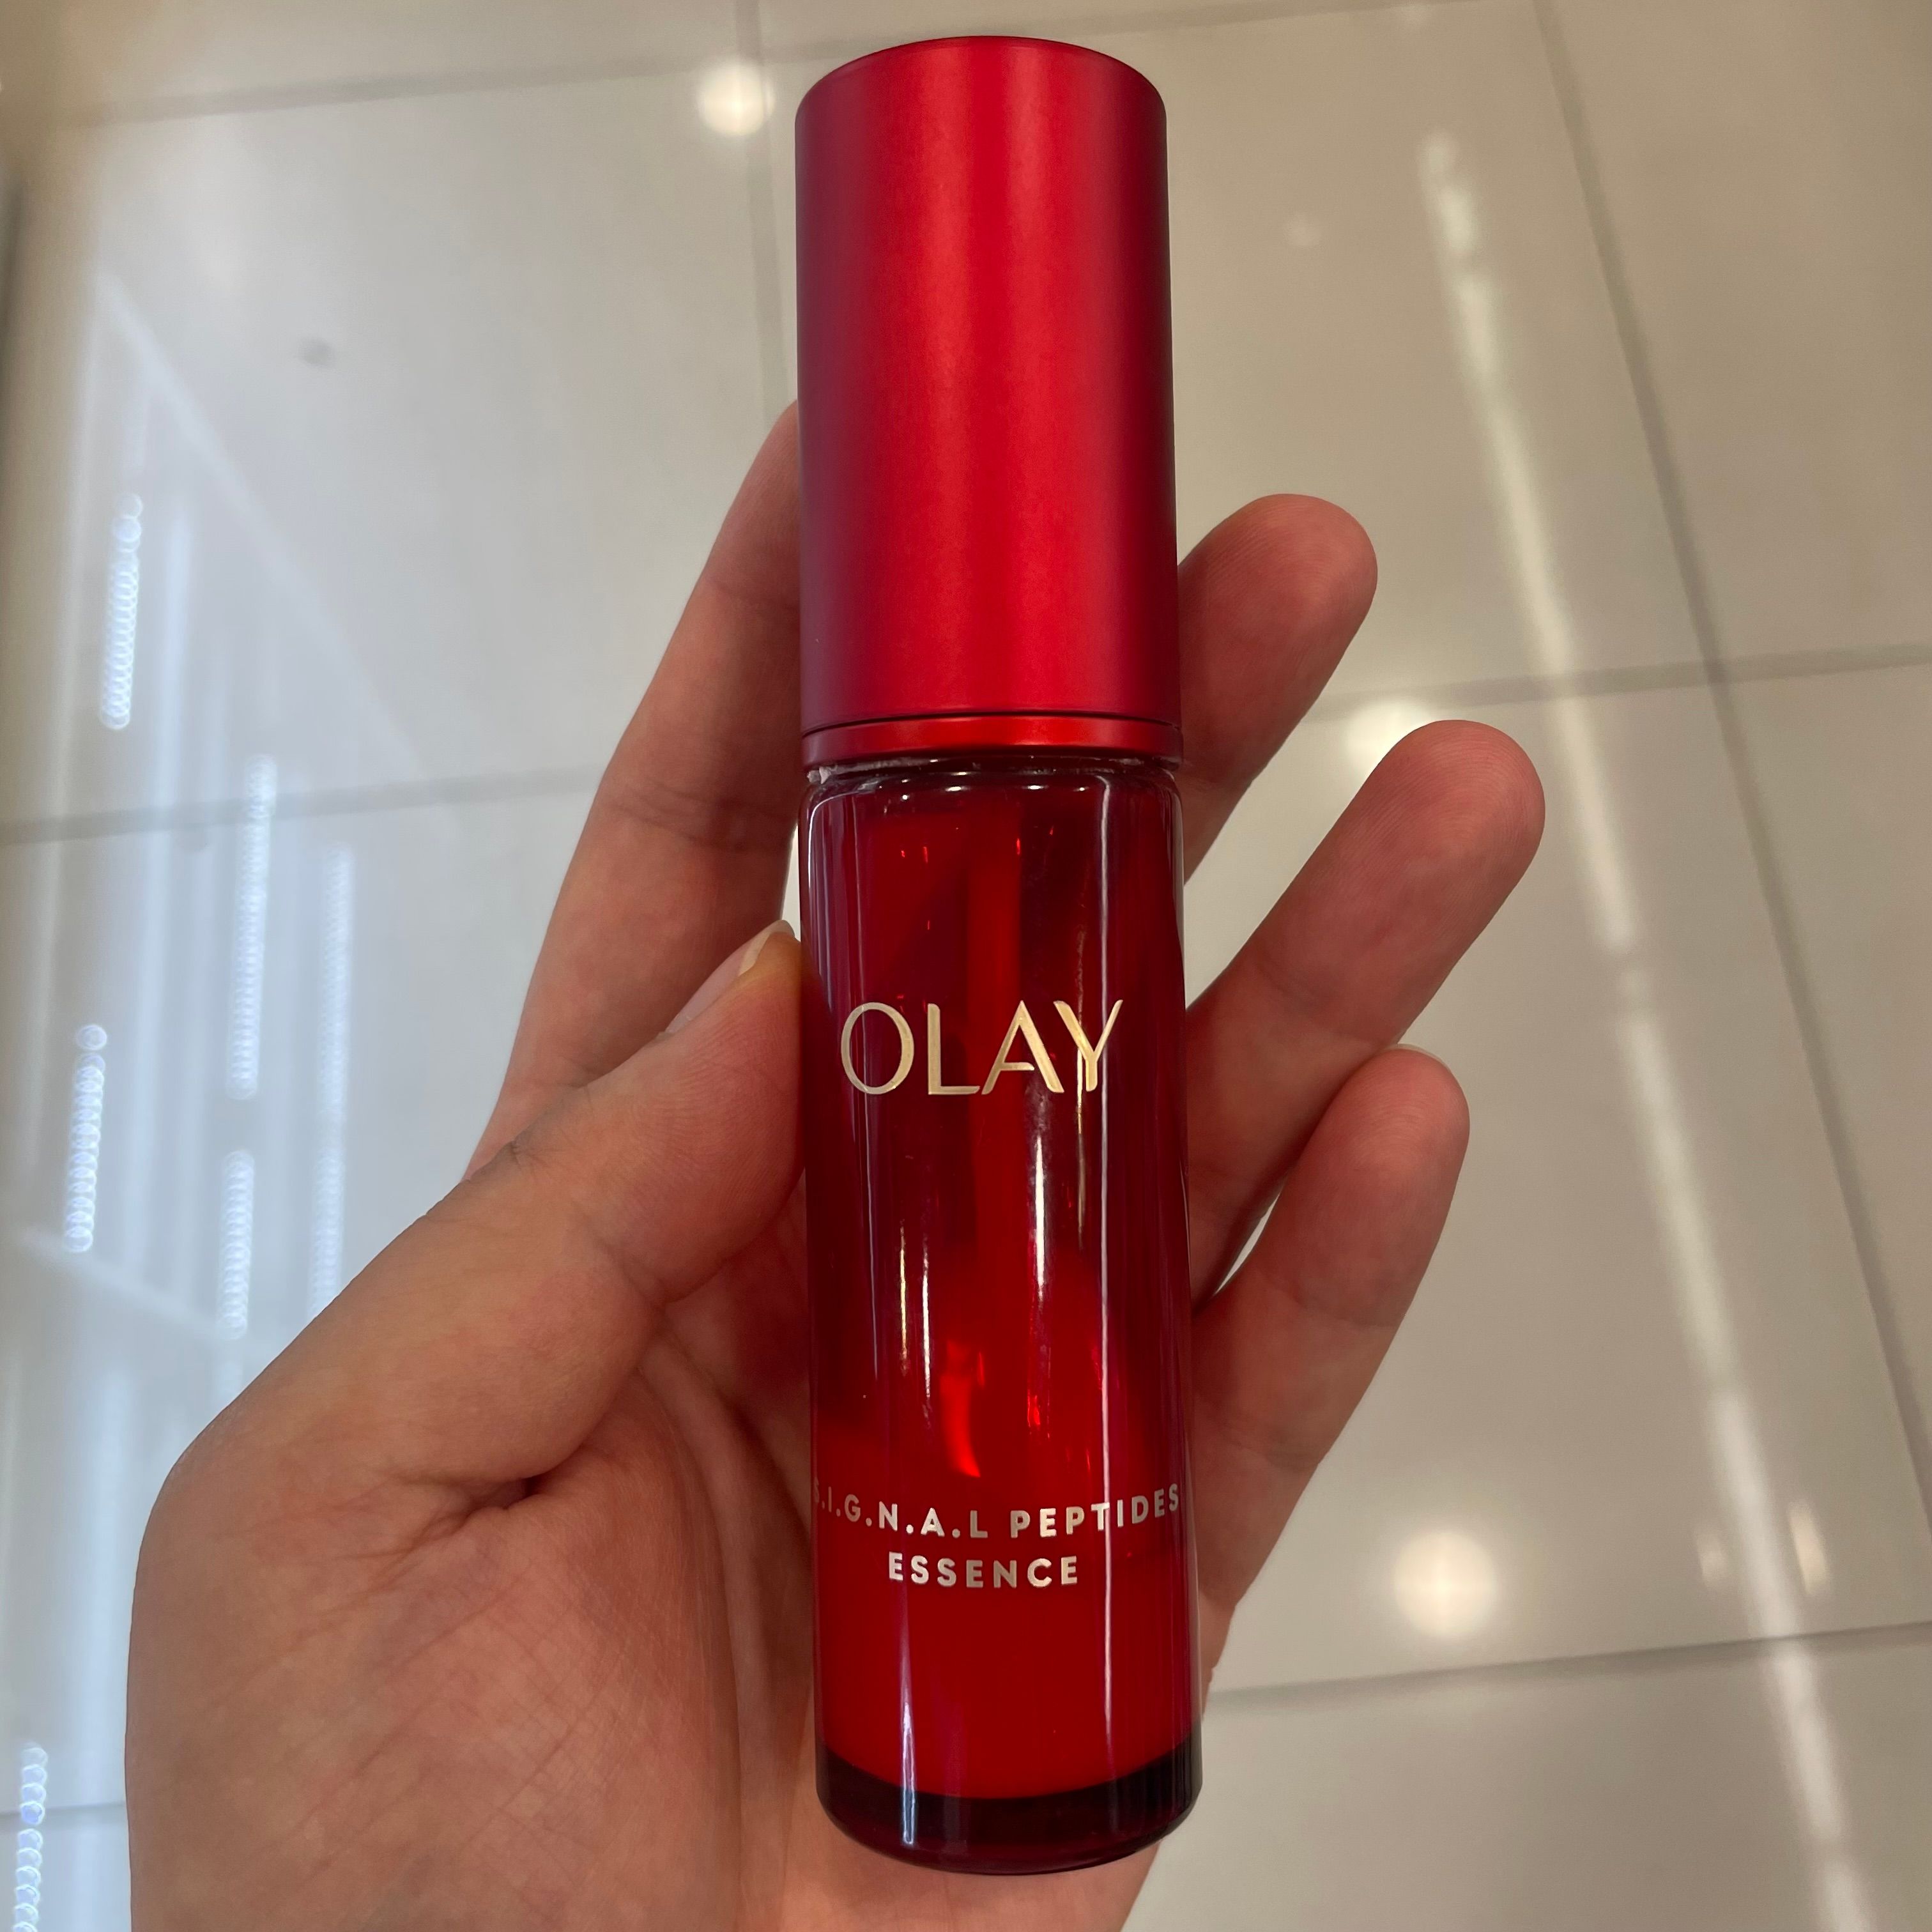 OLAY
S.I.G.N.A.L PEPTIDES
ESSENCE